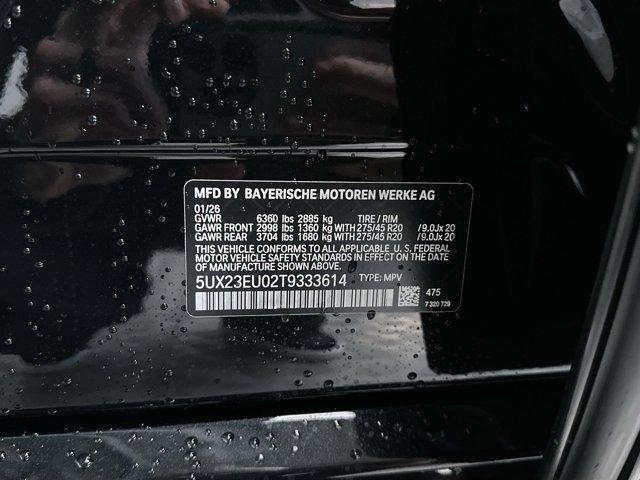 MFD BY BAYERISCHE MOTOREN WERKE AG
01/26
GVWR 6360 lbs 2885 kg TIRE / RIM
GAWR FRONT 2998 lbs 1360 kg WITH 275/45 R20 / 9.0Jx 20
GAWR REAR 3704 lbs 1680 kg WITH 275/45 R20 / 9.0Jx 20
THIS VEHICLE CONFORMS TO ALL APPLICABLE U. S. FEDERAL
MOTOR VEHICLE SAFETY STANDARDS IN EFFECT ON THE DATE
OF MANUFACTURE SHOWN ABOVE.
5UX23EU02T9333614 TYPE: MPV
475
7 320 729